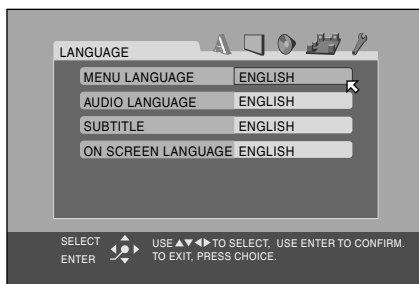 LANGUAGE
MENU LANGUAGE ENGLISH
AUDIO LANGUAGE ENGLISH
SUBTITLE ENGLISH
ON SCREEN LANGUAGE ENGLISH
SELECT
ENTER
USE ▲▼◀▶ TO SELECT, USE ENTER TO CONFIRM.
TO EXIT, PRESS CHOICE.